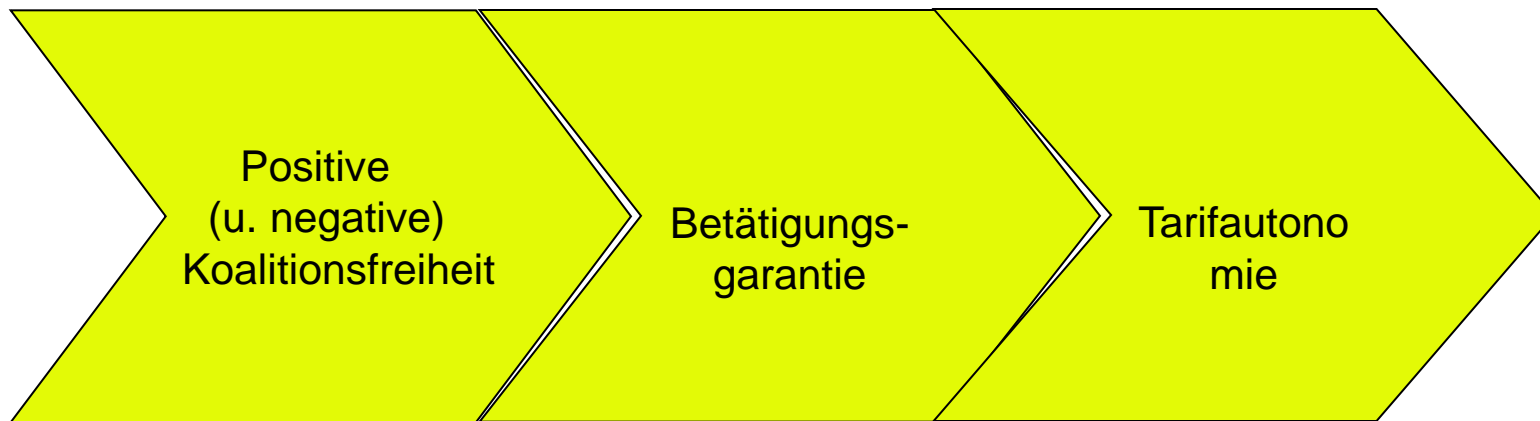 Positive
(u. negative)
Koalitionsfreiheit
Betätigungs-
garantie
Tarifautono
mie